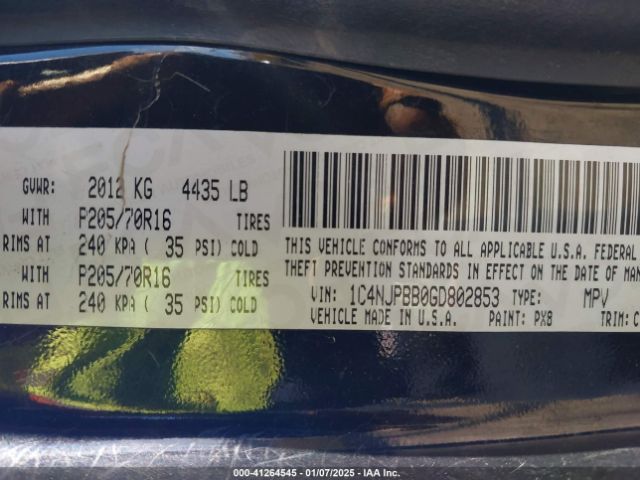 GVWR: 2012 KG 4435 LB
WITH P205/70R16 TIRES
RIMS AT 240 KPA ( 35 PSI) COLD
WITH P205/70R16 TIRES
RIMS AT 240 KPA ( 35 PSI) COLD
THIS VEHICLE CONFORMS TO ALL APPLICABLE U.S.A. FEDERAL
THEFT PREVENTION STANDARDS IN EFFECT ON THE DATE OF MAN
VIN: 1C4NJPBB0GD802853 TYPE: MPV
VEHICLE MADE IN U.S.A. PAINT: PX8 TRIM: C
000-41264545 - 01/07/2025 - IAA Inc.